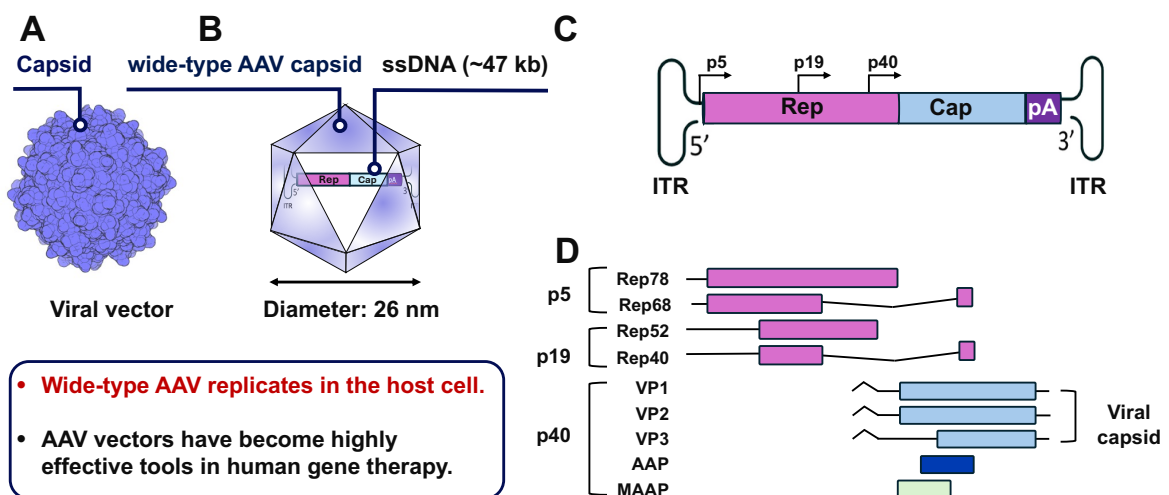 A
Capsid
Viral vector
B
wide-type AAV capsid
ssDNA (~47 kb)
Rep
Cap
pA
5′
3′
ITR
Diameter: 26 nm
• Wide-type AAV replicates in the host cell.
• AAV vectors have become highly
effective tools in human gene therapy.
C
p5
p19
p40
Rep
Cap
pA
5′
3′
ITR
ITR
D
p5
Rep78
Rep68
p19
Rep52
Rep40
p40
VP1
VP2
VP3
AAP
MAAP
Viral
capsid